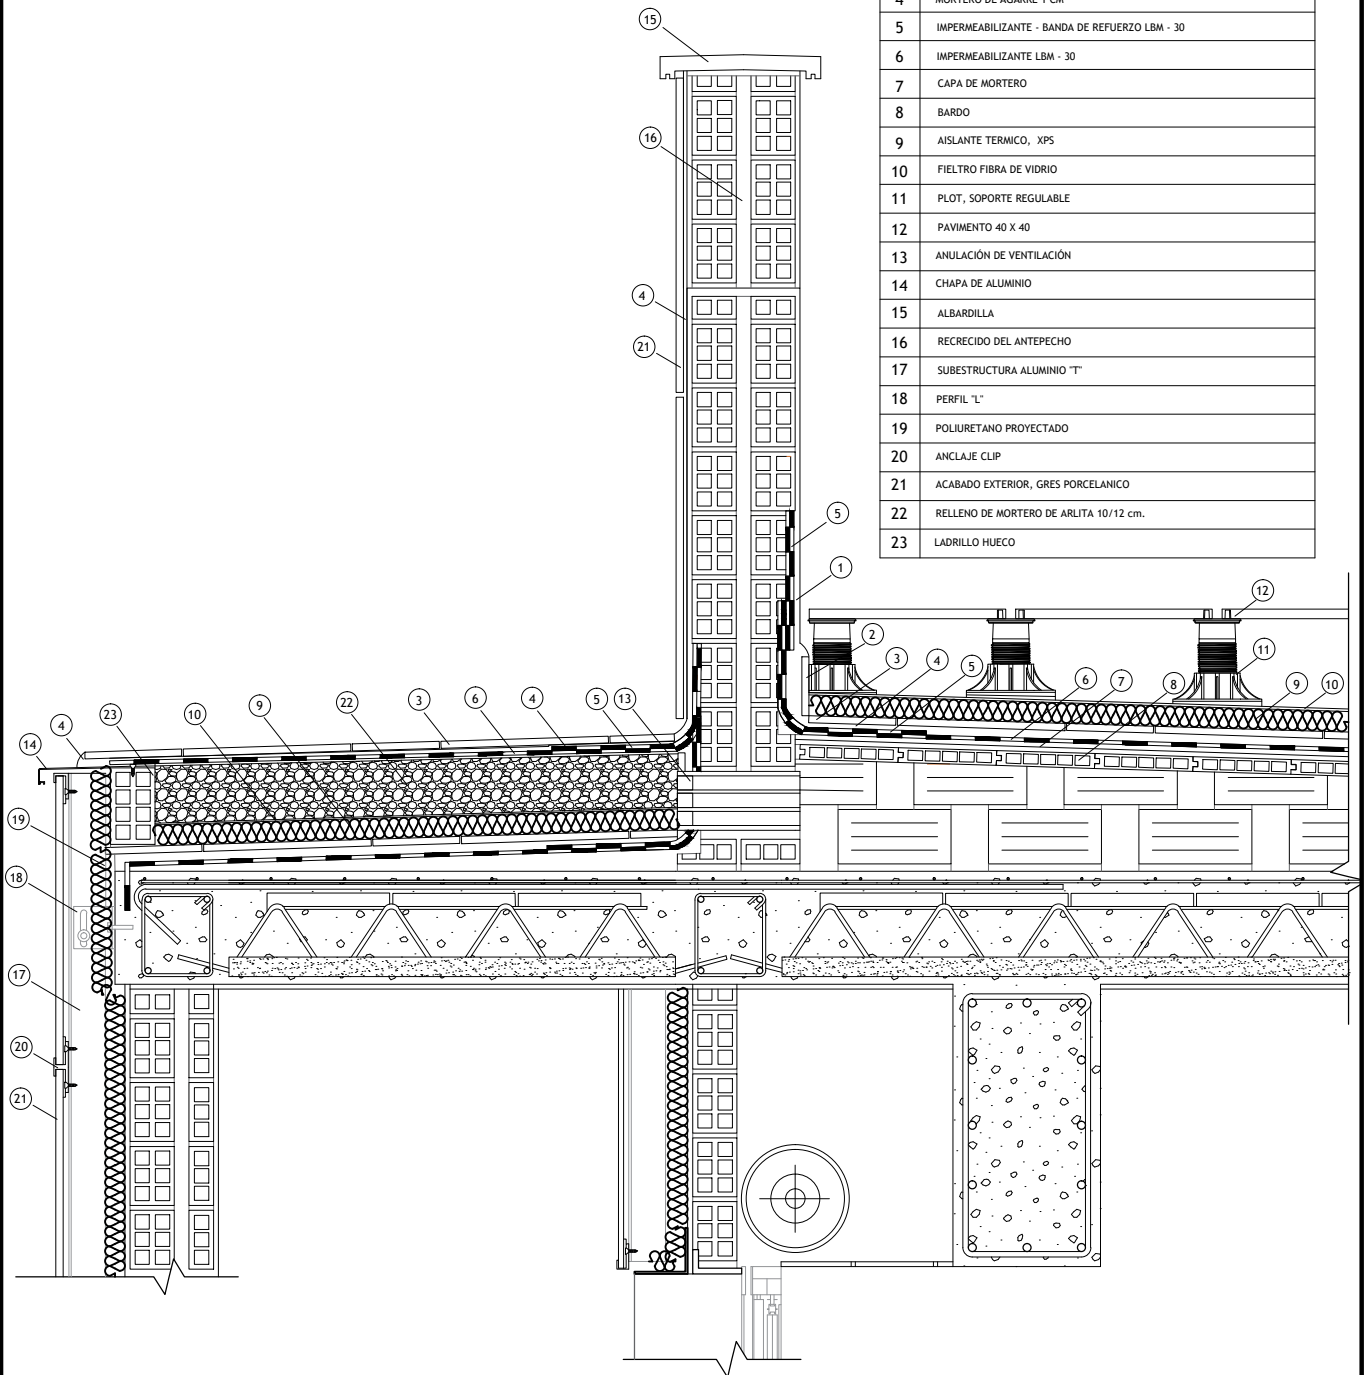 4 MORTERO DE AGARRE 1 CM
5 IMPERMEABILIZANTE - BANDA DE REFUERZO LBM - 30
6 IMPERMEABILIZANTE LBM - 30
7 CAPA DE MORTERO
8 BARDO
9 AISLANTE TERMICO, XPS
10 FIELTRO FIBRA DE VIDRIO
11 PLOT, SOPORTE REGULABLE
12 PAVIMENTO 40 X 40
13 ANULACIÓN DE VENTILACIÓN
14 CHAPA DE ALUMINIO
15 ALBARDILLA
16 RECRECIDO DEL ANTEPECHO
17 SUBESTRUCTURA ALUMINIO "T"
18 PERFIL "L"
19 POLIURETANO PROYECTADO
20 ANCLAJE CLIP
21 ACABADO EXTERIOR, GRES PORCELANICO
22 RELLENO DE MORTERO DE ARLITA 10/12 cm.
23 LADRILLO HUECO
15
16
4
21
5
1
12
2
3
4
5
11
6
7
8
9
10
14
4
23
10
9
22
3
6
4
5
13
19
18
17
20
21